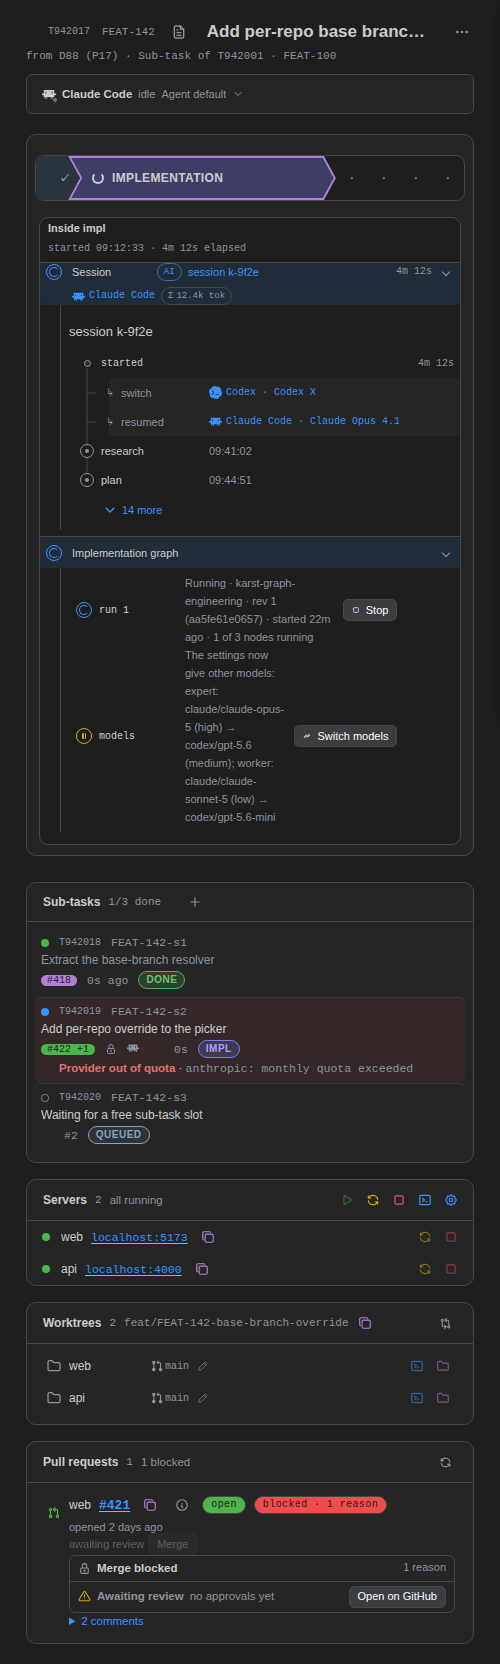 T942017 FEAT-142 Add per-repo base branc…
from D88 (P17) · Sub-task of T942001 · FEAT-100
Claude Code idle Agent default
✓ IMPLEMENTATION
Inside impl
started 09:12:33 · 4m 12s elapsed
Session AI session k-9f2e 4m 12s
Claude Code Σ 12.4k tok
session k-9f2e
started 4m 12s
↳ switch Codex · Codex X
↳ resumed Claude Code · Claude Opus 4.1
research 09:41:02
plan 09:44:51
14 more
Implementation graph
Running · karst-graph-
engineering · rev 1
run 1 (aa5fe61e0657) · started 22m Stop
ago · 1 of 3 nodes running
The settings now
give other models:
expert:
claude/claude-opus-
5 (high) →
models codex/gpt-5.6 Switch models
(medium); worker:
claude/claude-
sonnet-5 (low) →
codex/gpt-5.6-mini
Sub-tasks 1/3 done
T942018 FEAT-142-s1
Extract the base-branch resolver
#418 0s ago DONE
T942019 FEAT-142-s2
Add per-repo override to the picker
#422 +1 0s IMPL
Provider out of quota · anthropic: monthly quota exceeded
T942020 FEAT-142-s3
Waiting for a free sub-task slot
#2 QUEUED
Servers 2 all running
web localhost:5173
api localhost:4000
Worktrees 2 feat/FEAT-142-base-branch-override
web main
api main
Pull requests 1 1 blocked
web #421 open blocked · 1 reason
opened 2 days ago
awaiting review Merge
Merge blocked 1 reason
Awaiting review no approvals yet Open on GitHub
2 comments